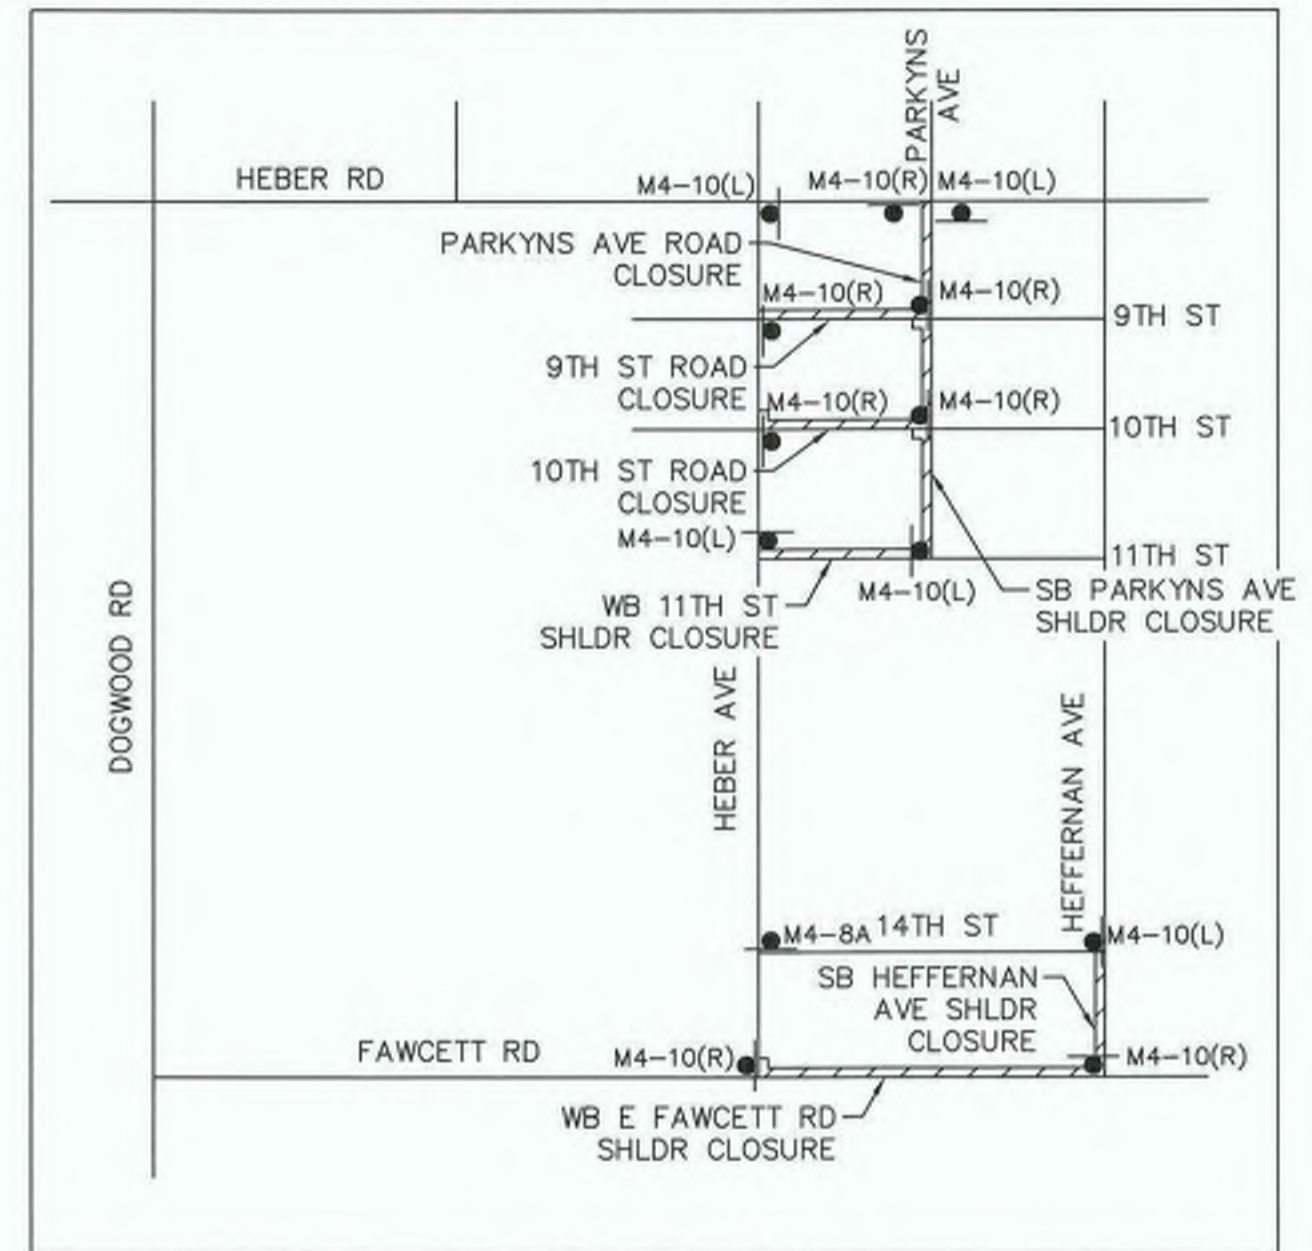 PARKYNS
AVE
HEBER RD
M4-10(L)
M4-10(R)
M4-10(L)
PARKYNS AVE ROAD
CLOSURE
M4-10(R)
M4-10(R)
9TH ST
9TH ST ROAD
CLOSURE
M4-10(R)
M4-10(R)
10TH ST
10TH ST ROAD
CLOSURE
M4-10(L)
11TH ST
M4-10(L)
SB PARKYNS AVE
SHLDR CLOSURE
WB 11TH ST
SHLDR CLOSURE
DOGWOOD RD
HEBER AVE
HEFFERNAN AVE
M4-8A
14TH ST
M4-10(L)
SB HEFFERNAN
AVE SHLDR
CLOSURE
FAWCETT RD
M4-10(R)
M4-10(R)
WB E FAWCETT RD
SHLDR CLOSURE